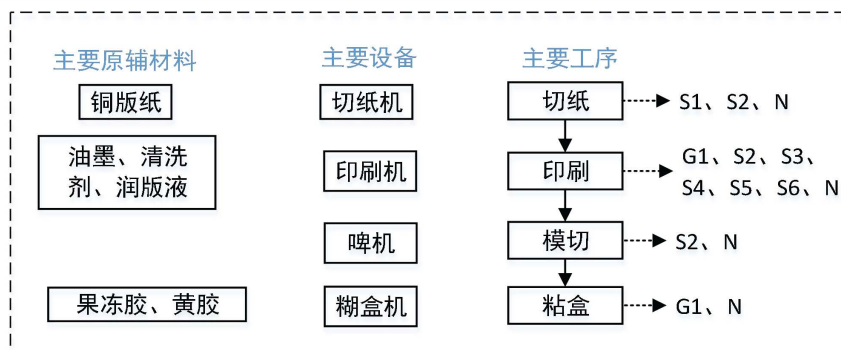 主要原辅材料 主要设备 主要工序
铜版纸 切纸机 切纸 S1、S2、N
油墨、清洗
剂、润版液
印刷机 印刷
G1、S2、S3、
S4、S5、S6、N
啤机 模切 S2、N
果冻胶、黄胶 糊盒机 粘盒 G1、N